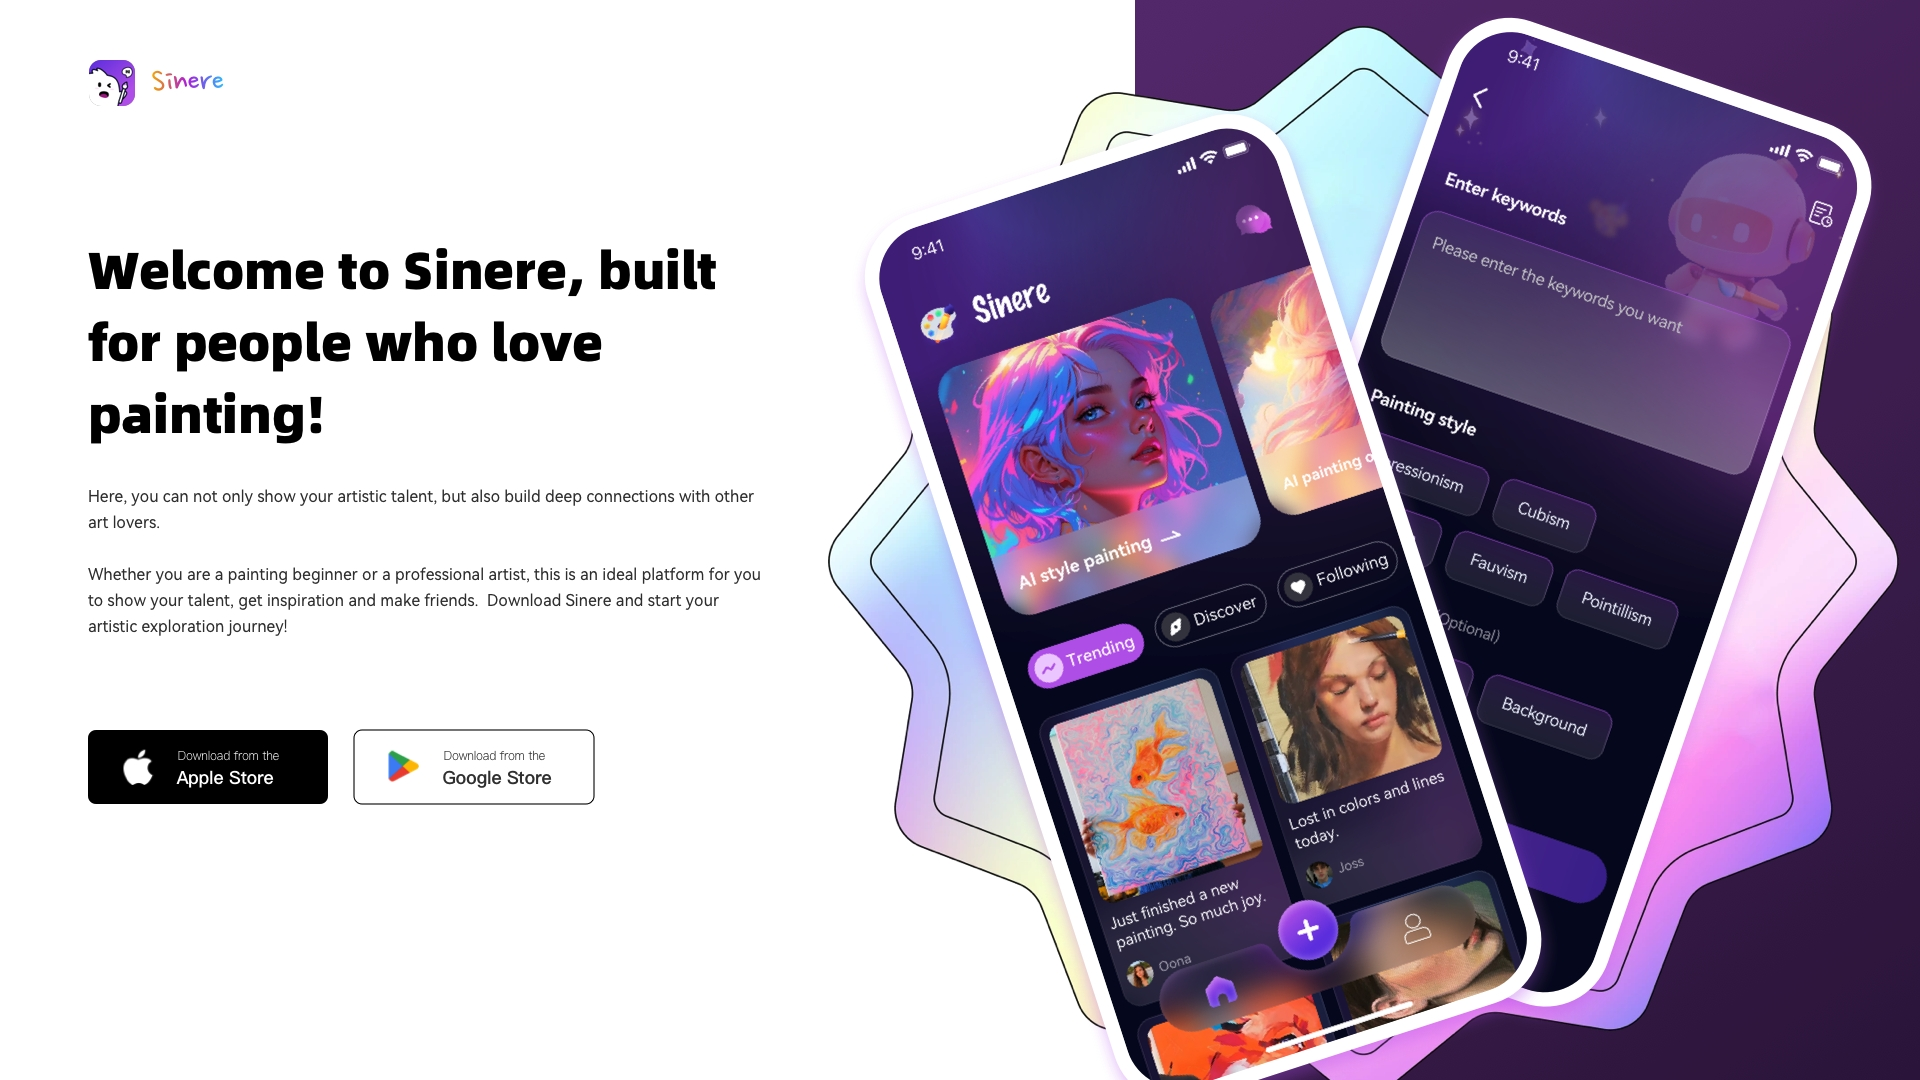 Sinere
Welcome to Sinere, built
for people who love
painting!
Here, you can not only show your artistic talent, but also build deep connections with other
art lovers.
Whether you are a painting beginner or a professional artist, this is an ideal platform for you
to show your talent, get inspiration and make friends.  Download Sinere and start your
artistic exploration journey!
Download from the
Apple Store
Download from the
Google Store
9:41
Sinere
AI style painting
AI painting
Trending
Discover
Following
Just finished a new
painting. So much joy.
Oona
Lost in colors and lines
today.
Joss
9:41
Enter keywords
Please enter the keywords you want
Painting style
ressionism
Cubism
Fauvism
Pointillism
Optional)
Background